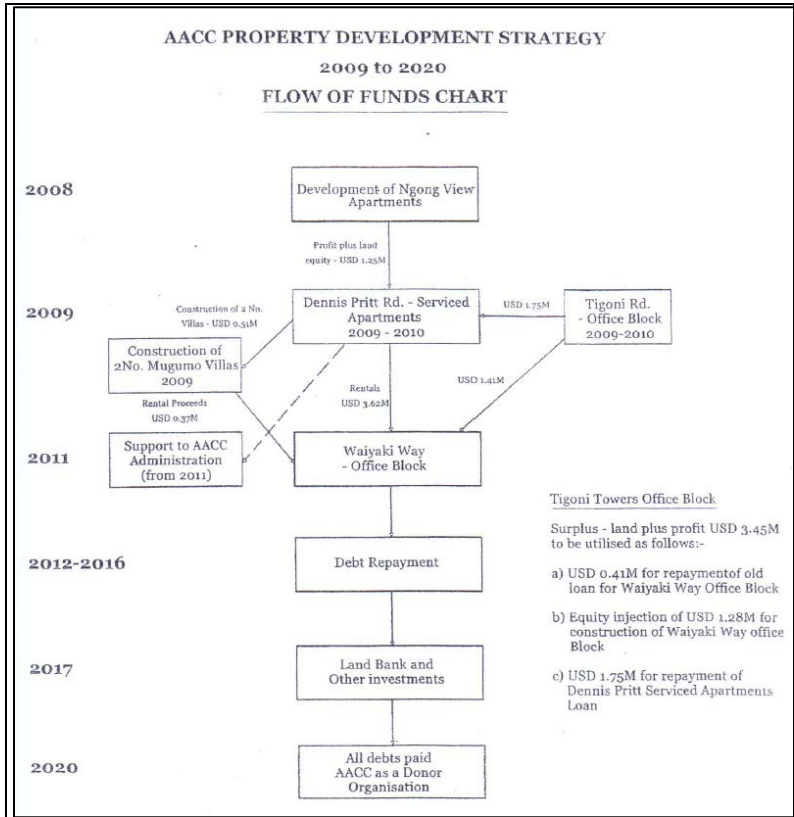 AACC PROPERTY DEVELOPMENT STRATEGY
2009 to 2020
FLOW OF FUNDS CHART
2008
Development of Ngong View
Apartments
Profit plus land
equity - USD 1.25M
2009
Construction of 2 No.
Villas - USD 0.51M
Dennis Pritt Rd. - Serviced
Apartments
2009 - 2010
USD 1.75M
Tigoni Rd.
- Office Block
2009-2010
Construction of
2No. Mugumo Villas
2009
Rental Proceeds
USD 0.37M
Rentals
USD 3.62M
USD 1.41M
2011
Support to AACC
Administration
(from 2011)
Waiyaki Way
- Office Block
Tigoni Towers Office Block
Surplus - land plus profit USD 3.45M
to be utilised as follows:-
a) USD 0.41M for repaymentof old
loan for Waiyaki Way Office Block
b) Equity injection of USD 1.28M for
construction of Waiyaki Way office
Block
c) USD 1.75M for repayment of
Dennis Pritt Serviced Apartments
Loan
2012-2016
Debt Repayment
2017
Land Bank and
Other investments
2020
All debts paid
AACC as a Donor
Organisation